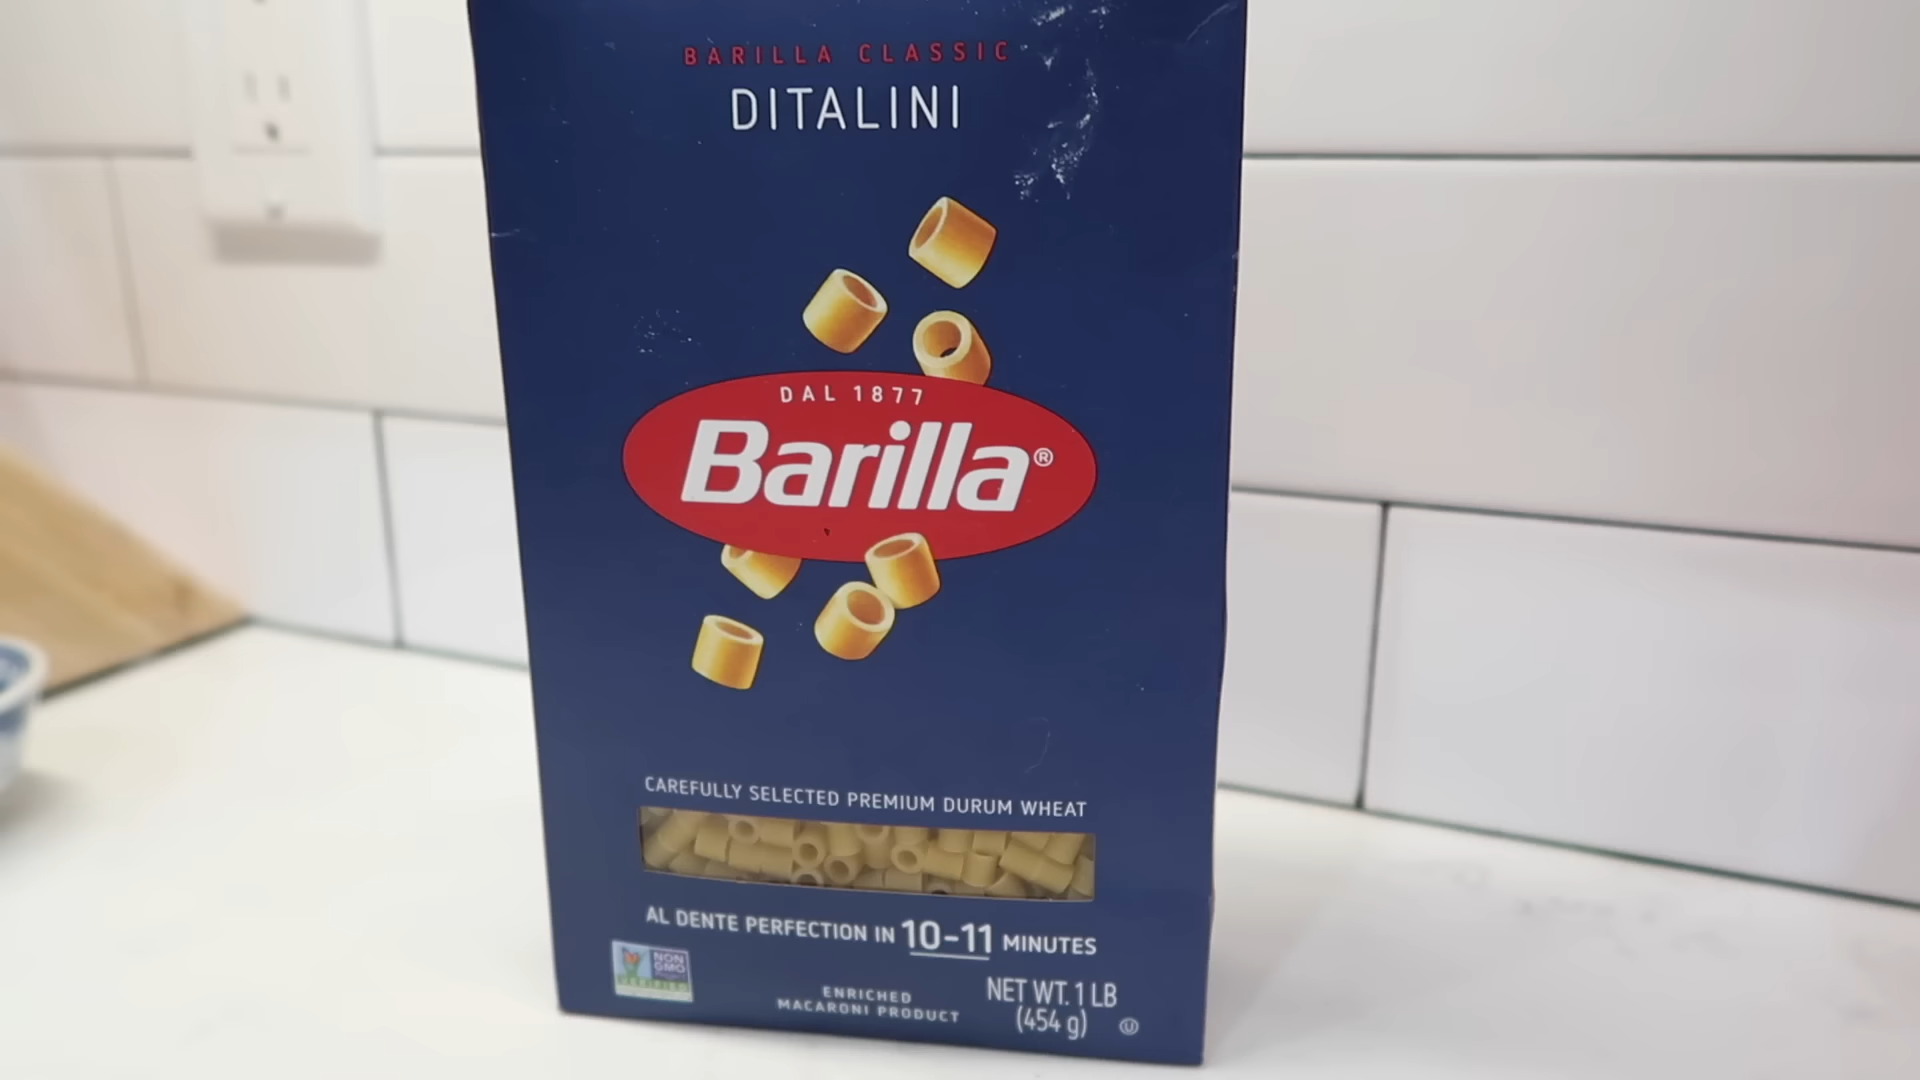 BARILLA CLASSIC
DITALINI
DAL 1877
Barilla®
CAREFULLY SELECTED PREMIUM DURUM WHEAT
AL DENTE PERFECTION IN 10-11 MINUTES
NON
GMO
VERIFIED
ENRICHED
MACARONI PRODUCT
NET WT. 1 LB
(454 g)
U